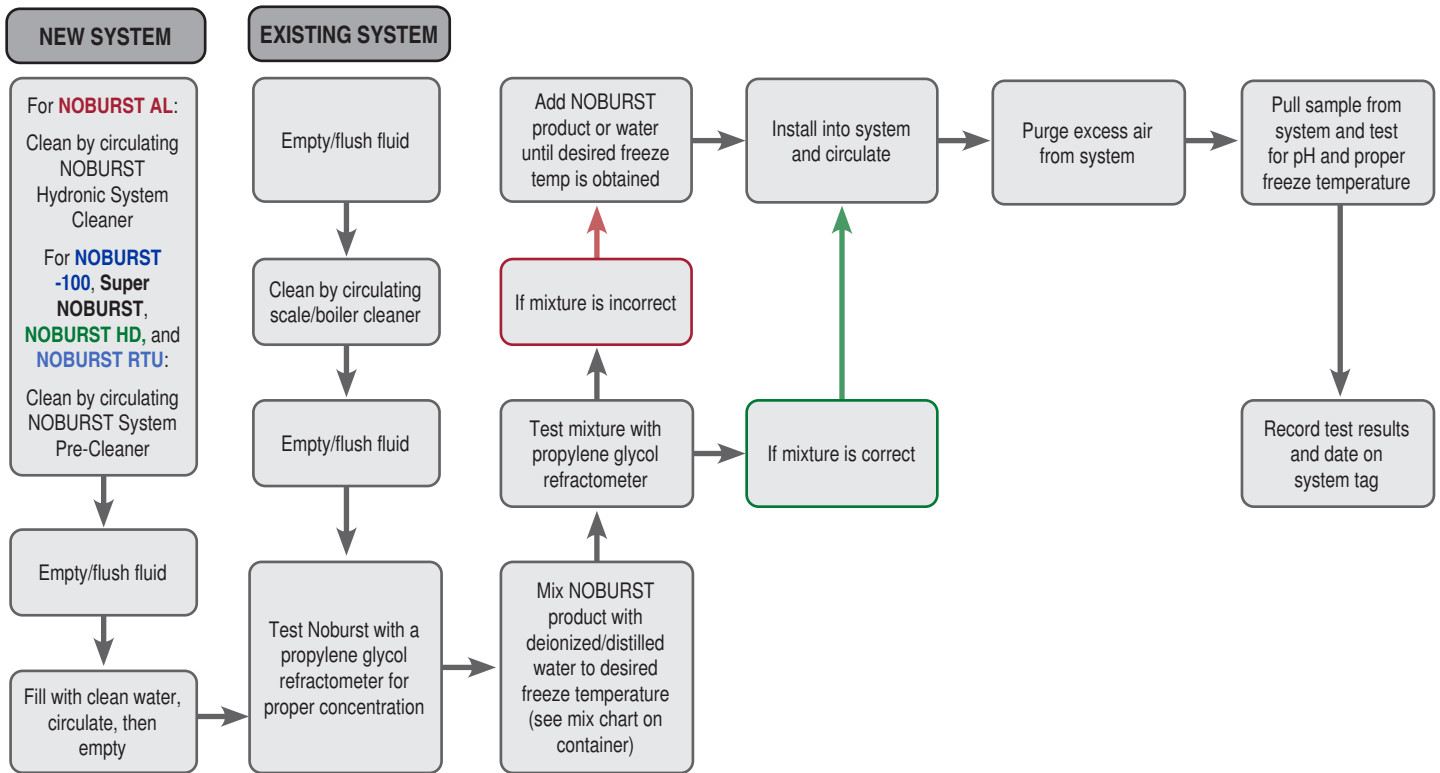 NEW SYSTEM
For NOBURST AL:
Clean by circulating
NOBURST
Hydronic System
Cleaner
For NOBURST
-100, Super
NOBURST,
NOBURST HD, and
NOBURST RTU:
Clean by circulating
NOBURST System
Pre-Cleaner
Empty/flush fluid
Fill with clean water,
circulate, then
empty
EXISTING SYSTEM
Empty/flush fluid
Clean by circulating
scale/boiler cleaner
Empty/flush fluid
Test Noburst with a
propylene glycol
refractometer for
proper concentration
Mix NOBURST
product with
deionized/distilled
water to desired
freeze temperature
(see mix chart on
container)
Test mixture with
propylene glycol
refractometer
If mixture is incorrect
Add NOBURST
product or water
until desired freeze
temp is obtained
If mixture is correct
Install into system
and circulate
Purge excess air
from system
Pull sample from
system and test
for pH and proper
freeze temperature
Record test results
and date on
system tag